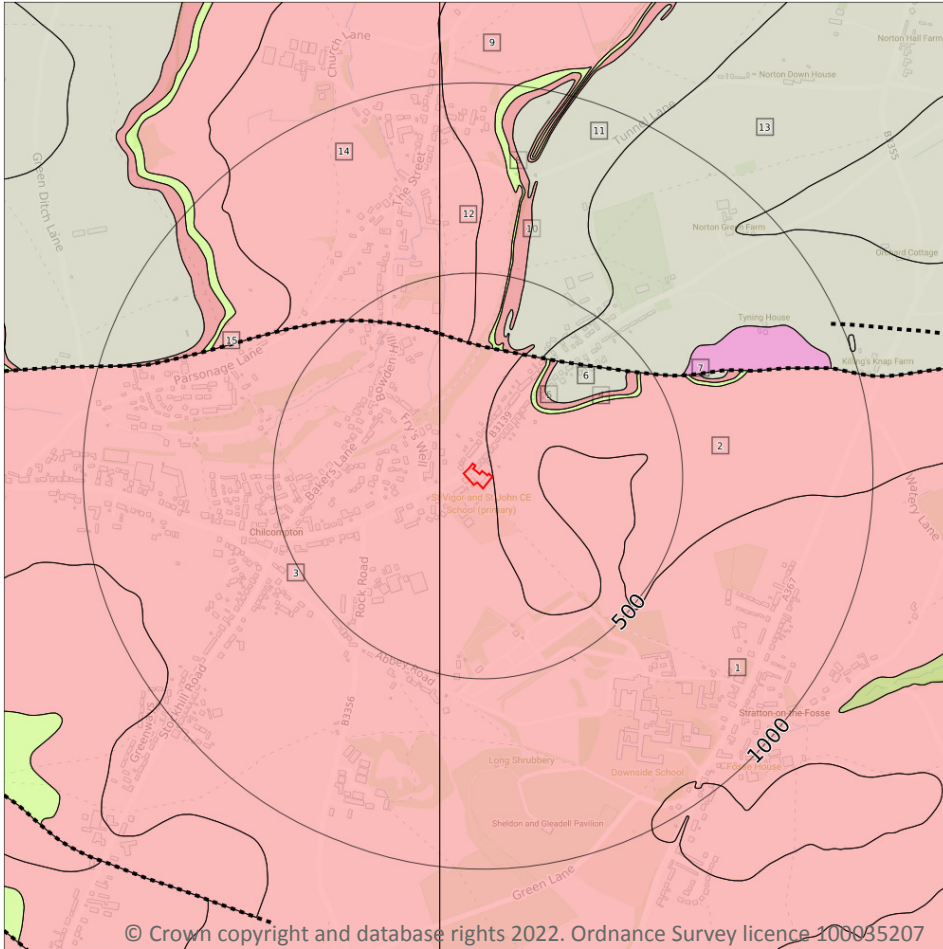 9
Church Lane
Norton Hall Farm
Norton Down House
14
11
13
Tunnel Lane
B3355
Green Ditch Lane
The Street
12
10
Norton Green Farm
Orchard Cottage
Tyning House
15
Parsonage Lane
Bowden Hill
Killing's Knap Farm
7
6
5
4
Fry's Well
B3139
2
Bakers Lane
St Vigor and St John CE
School (primary)
Watery Lane
Chilcompton
3
Rock Road
A367
500
Abbey Road
1
Stockhill Road
Greenways
B3356
Stratton-on-the-Fosse
1000
Long Shrubbery
Downside School
Fosse House
Sheldon and Gleadell Pavilion
Green Lane
© Crown copyright and database rights 2022. Ordnance Survey licence 100035207